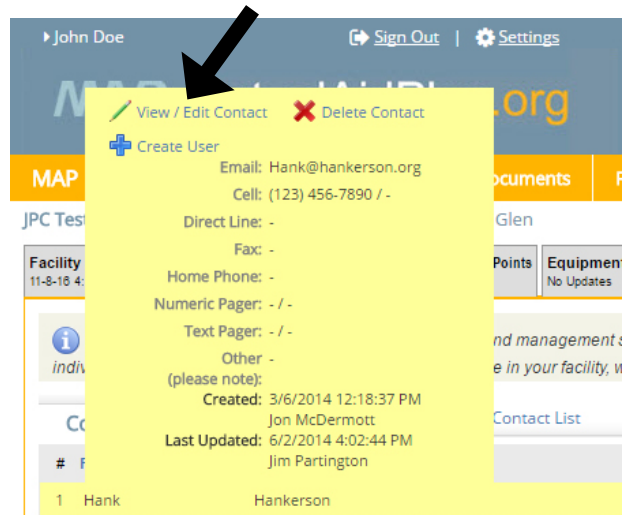 John Doe
Sign Out | Settings
.org
View / Edit Contact Delete Contact
Create User
MAP
Email: Hank@hankerson.org
Cell: (123) 456-7890 / -
JPC Test
Direct Line: -
Glen
Fax: -
Facility
11-8-16 4:
Points
Equipment
No Updates
Home Phone: -
Numeric Pager: - / -
Text Pager: - / -
nd management s
indiv
e in your facility, w
Other -
(please note):
Created: 3/6/2014 12:18:37 PM
Jon McDermott
Contact List
Last Updated: 6/2/2014 4:02:44 PM
Jim Partington
#
1 Hank Hankerson